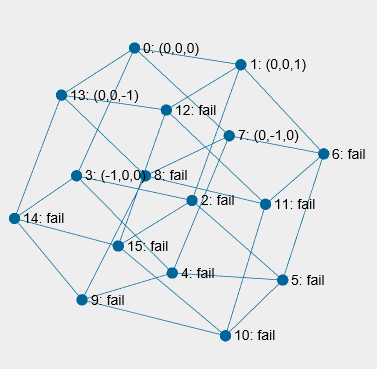 0: (0,0,0)
1: (0,0,1)
13: (0,0,-1)
12: fail
7: (0,-1,0)
6: fail
3: (-1,0,0)
8: fail
2: fail
11: fail
14: fail
15: fail
4: fail
5: fail
9: fail
10: fail